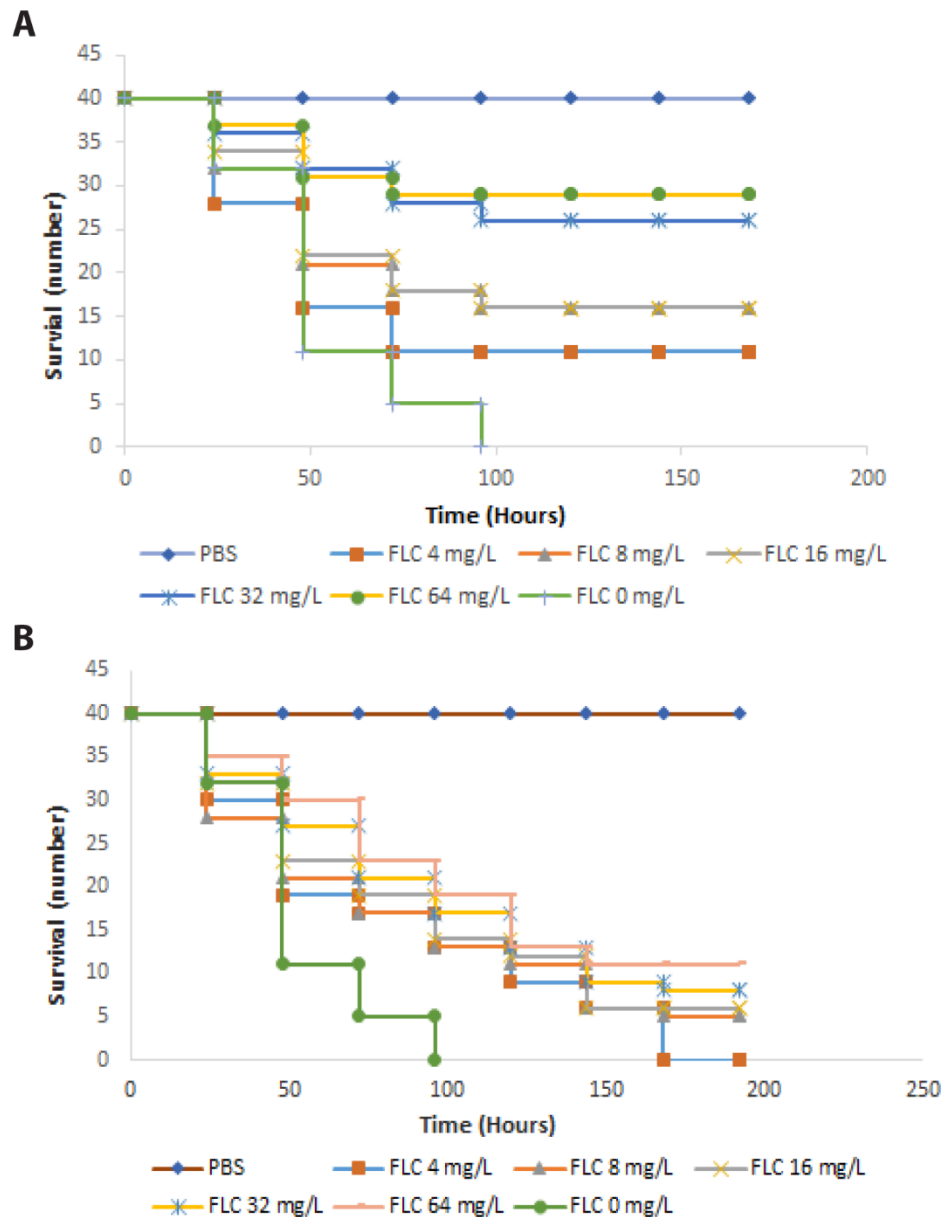 A
45
40
35
30
25
20
15
10
5
0
Survial (number)
0 50 100 150 200
Time (Hours)
PBS FLC 4 mg/L FLC 8 mg/L FLC 16 mg/L
FLC 32 mg/L FLC 64 mg/L FLC 0 mg/L
B
45
40
35
30
25
20
15
10
5
0
Survival (number)
0 50 100 150 200 250
Time (Hours)
PBS FLC 4 mg/L FLC 8 mg/L FLC 16 mg/L
FLC 32 mg/L FLC 64 mg/L FLC 0 mg/L